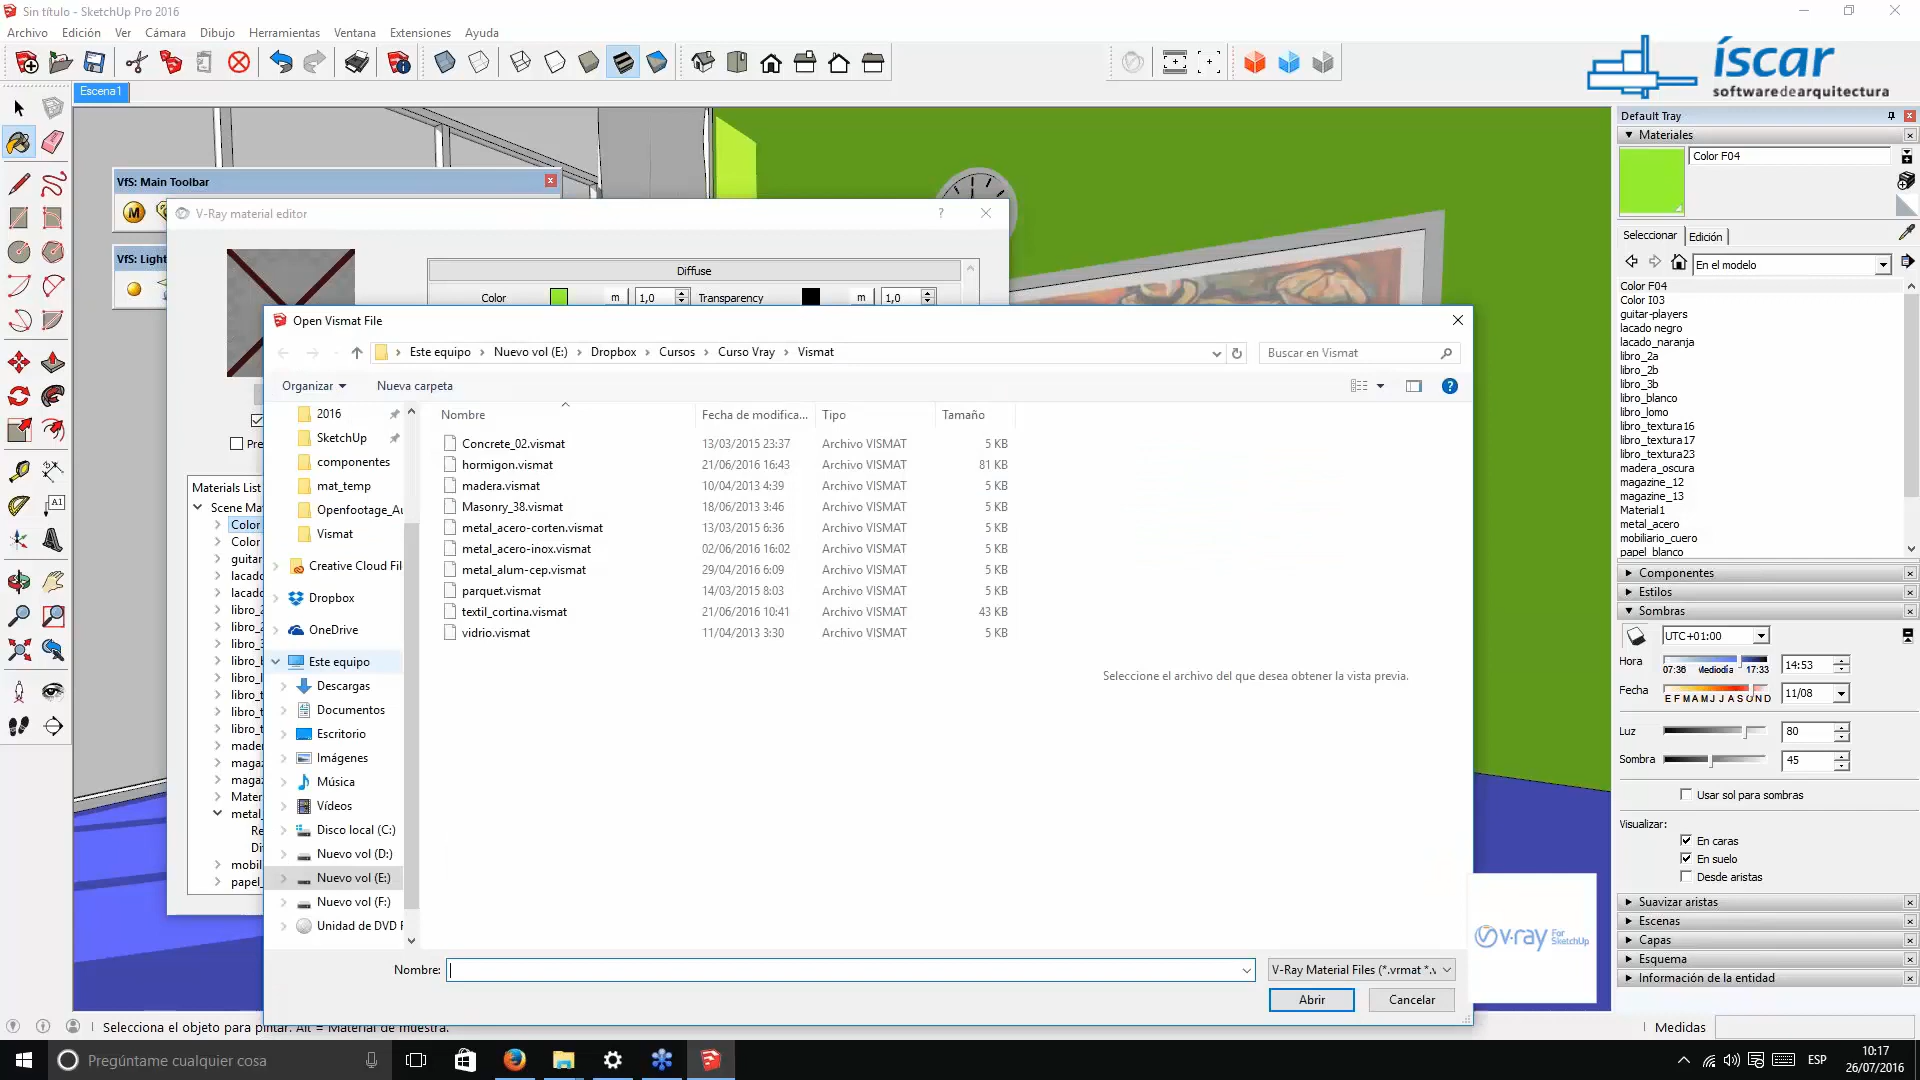 Sin título - SketchUp Pro 2016
Archivo Edición Ver Cámara Dibujo Herramientas Ventana Extensiones Ayuda
íscar
softwaredearquitectura
Escena1
Default Tray
Materiales
Color F04
VfS: Main Toolbar
M
V-Ray material editor
?
VfS: Light
Diffuse
Color m 1,0 Transparency m 1,0
Seleccionar Edición
En el modelo
Color F04
Color I03
guitar-players
lacado negro
lacado_naranja
libro_2a
libro_2b
libro_3b
libro_blanco
libro_lomo
libro_textura16
libro_textura17
libro_textura23
madera_oscura
magazine_12
magazine_13
Material1
metal_acero
mobiliario_cuero
papel_blanco
Open Vismat File
Este equipo Nuevo vol (E:) Dropbox Cursos Curso Vray Vismat
Buscar en Vismat
Organizar Nueva carpeta
Nombre Fecha de modifica... Tipo Tamaño
Concrete_02.vismat 13/03/2015 23:37 Archivo VISMAT 5 KB
hormigon.vismat 21/06/2016 16:43 Archivo VISMAT 81 KB
madera.vismat 10/04/2013 4:39 Archivo VISMAT 5 KB
Masonry_38.vismat 18/06/2013 3:46 Archivo VISMAT 5 KB
metal_acero-corten.vismat 13/03/2015 6:36 Archivo VISMAT 5 KB
metal_acero-inox.vismat 02/06/2016 16:02 Archivo VISMAT 5 KB
metal_alum-cep.vismat 29/04/2016 6:09 Archivo VISMAT 5 KB
parquet.vismat 14/03/2015 8:03 Archivo VISMAT 5 KB
textil_cortina.vismat 21/06/2016 10:41 Archivo VISMAT 43 KB
vidrio.vismat 11/04/2013 3:30 Archivo VISMAT 5 KB
Seleccione el archivo del que desea obtener la vista previa.
2016
SketchUp
componentes
mat_temp
Openfootage_Au
Vismat
Creative Cloud Fil
Dropbox
OneDrive
Este equipo
Descargas
Documentos
Escritorio
Imágenes
Música
Vídeos
Disco local (C:)
Nuevo vol (D:)
Nuevo vol (E:)
Nuevo vol (F:)
Unidad de DVD F
Pre
Materials List
Scene Mat
Color
Color
guitar
lacad
lacad
libro_2
libro_2
libro_3
libro_b
libro_l
libro_t
libro_t
libro_t
mader
magaz
magaz
Mater
metal_
Re
Di
mobil
papel_
Nombre:
V-Ray Material Files (*.vrmat *.v
Abrir Cancelar
Componentes
Estilos
Sombras
UTC+01:00
Hora 07:36 Mediodía 17:33 14:53
Fecha E F M A M J J A S O N D 11/08
Luz 80
Sombra 45
Usar sol para sombras
Visualizar:
En caras
En suelo
Desde aristas
Suavizar aristas
Escenas
Capas
Esquema
Información de la entidad
v·ray For SketchUp
Selecciona el objeto para pintar. Alt = Material de muestra.
Medidas
Pregúntame cualquier cosa
ESP
10:17
26/07/2016